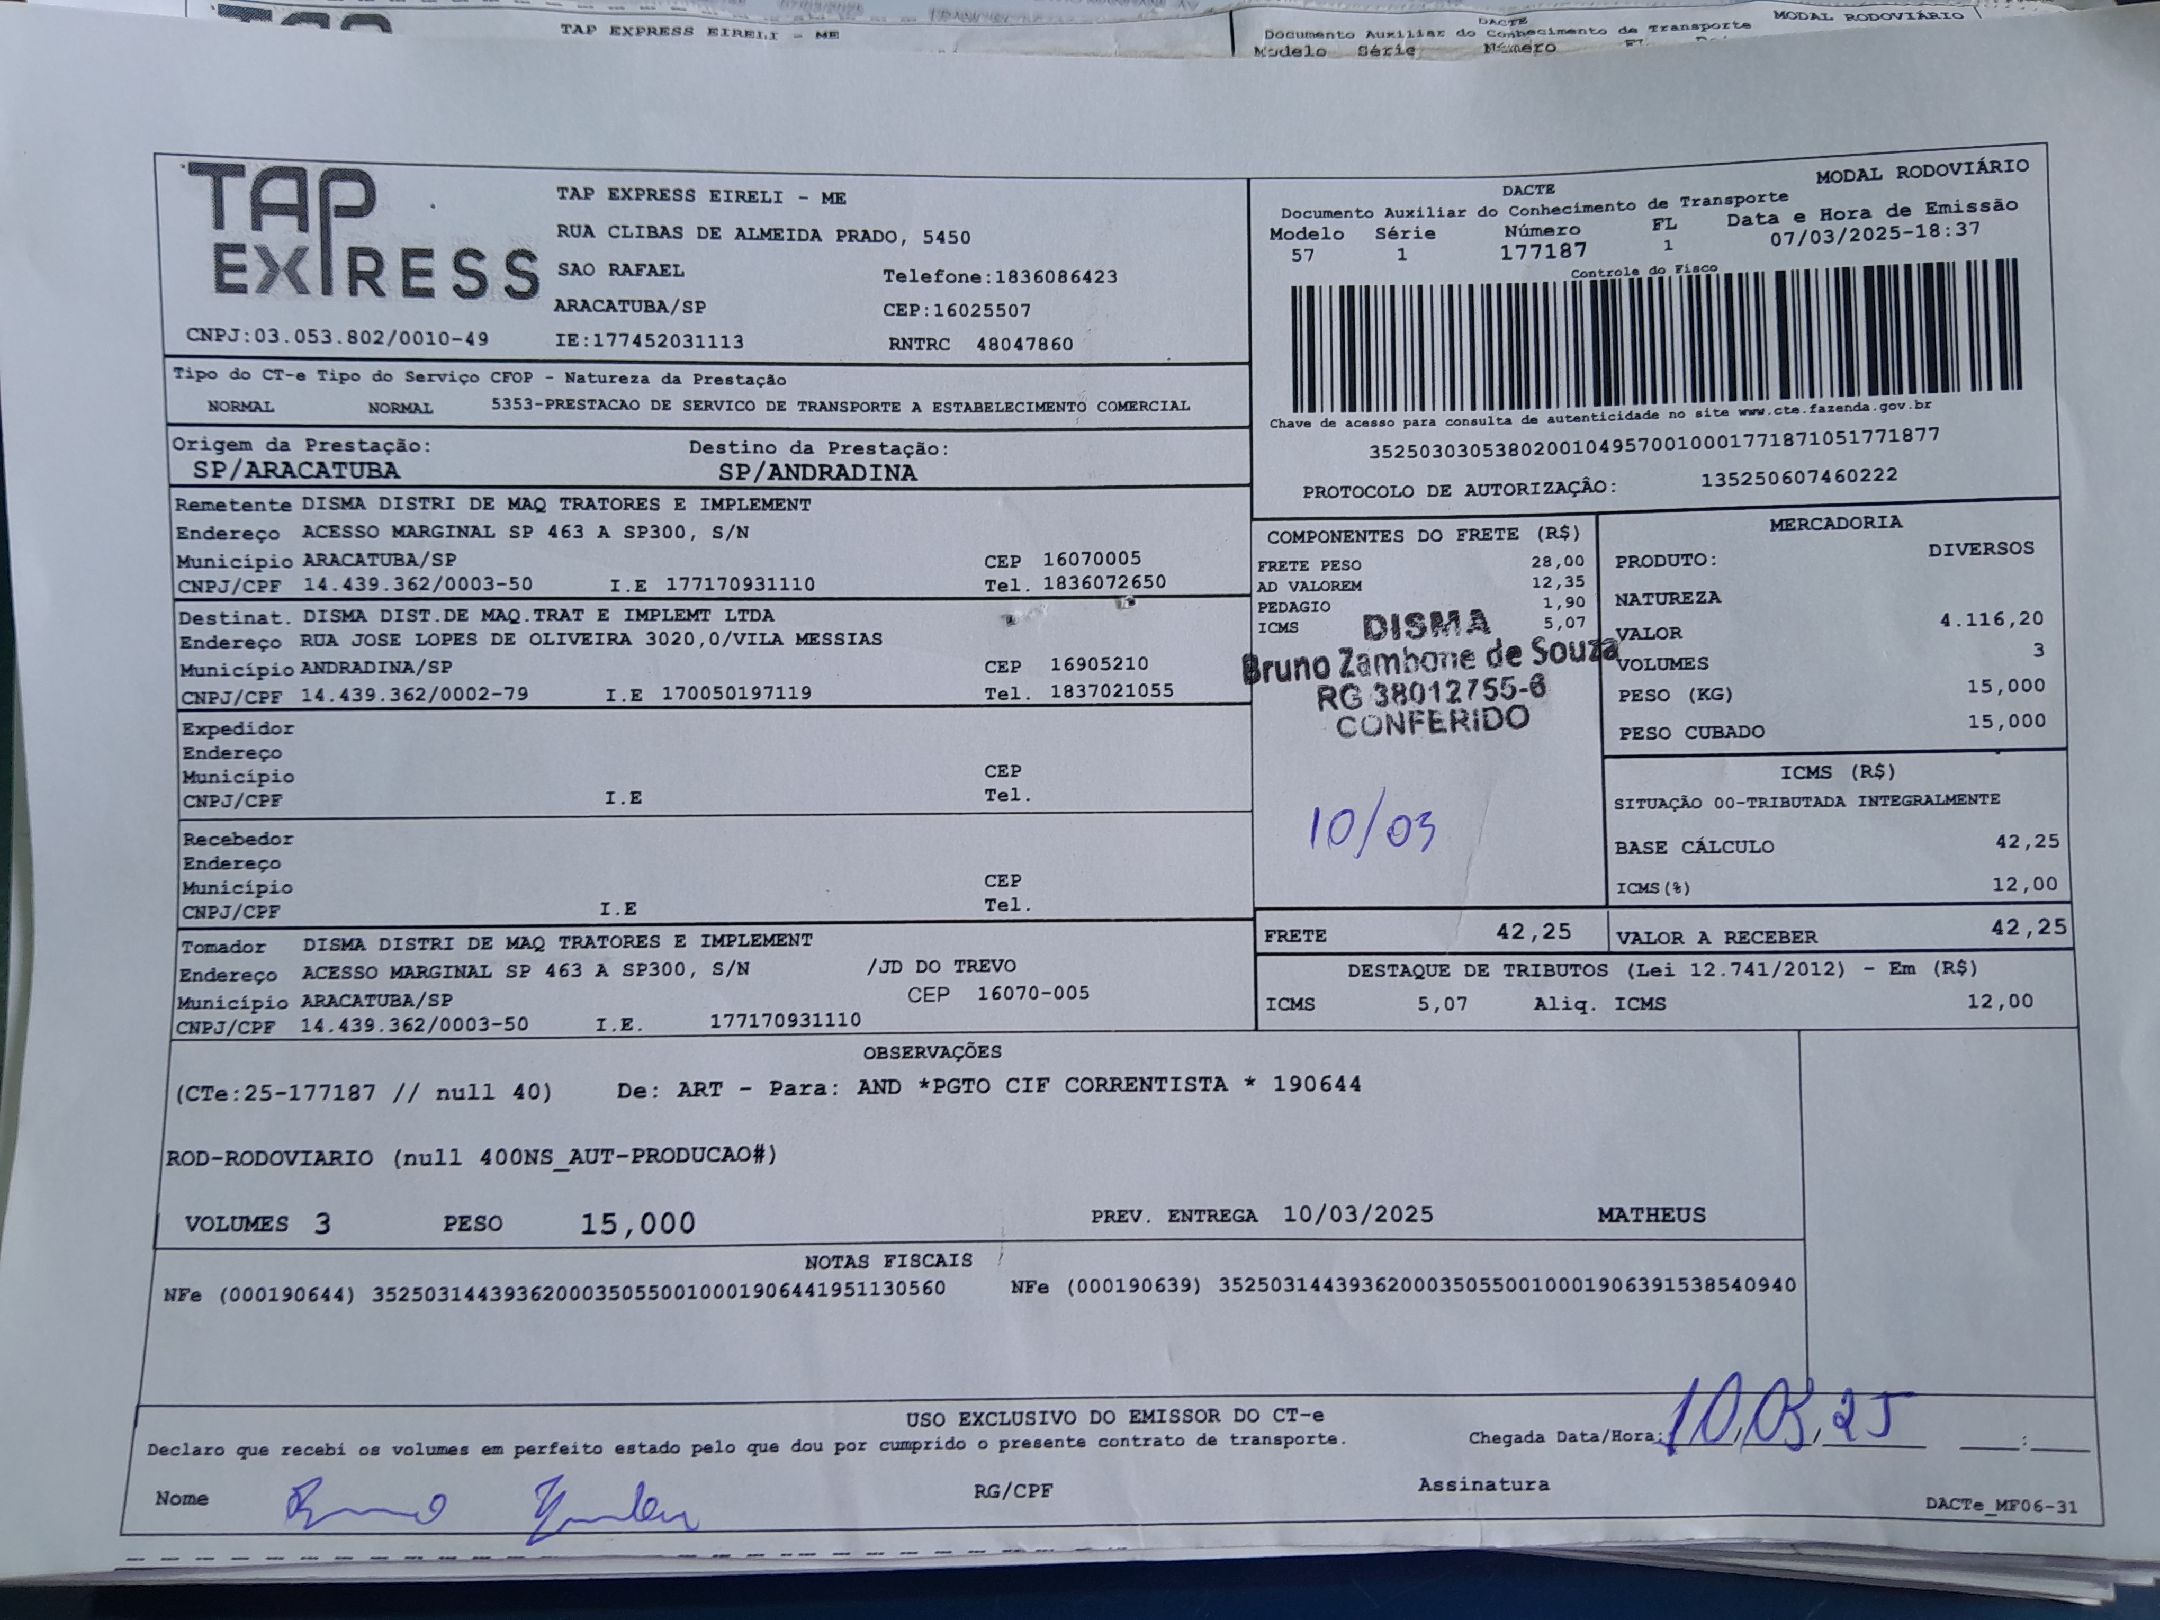 TAP EXPRESS EIRELI - ME
DACTE
MODAL RODOVIÁRIO
Documento Auxiliar do Conhecimento de Transporte
Modelo Série Número
TAP EXPRESS
CNPJ:03.053.802/0010-49
TAP EXPRESS EIRELI - ME
RUA CLIBAS DE ALMEIDA PRADO, 5450
SAO RAFAEL Telefone:1836086423
ARACATUBA/SP CEP:16025507
IE:177452031113 RNTRC 48047860
DACTE MODAL RODOVIÁRIO
Documento Auxiliar do Conhecimento de Transporte
Modelo Série Número FL Data e Hora de Emissão
57 1 177187 1 07/03/2025-18:37
Controle do Fisco
Chave de acesso para consulta de autenticidade no site www.cte.fazenda.gov.br
35250303053802001049570010001771871051771877
PROTOCOLO DE AUTORIZAÇÂO: 135250607460222
Tipo do CT-e Tipo do Serviço CFOP - Natureza da Prestação
NORMAL NORMAL 5353-PRESTACAO DE SERVICO DE TRANSPORTE A ESTABELECIMENTO COMERCIAL
Origem da Prestação: Destino da Prestação:
SP/ARACATUBA SP/ANDRADINA
Remetente DISMA DISTRI DE MAQ TRATORES E IMPLEMENT
Endereço ACESSO MARGINAL SP 463 A SP300, S/N
Município ARACATUBA/SP CEP 16070005
CNPJ/CPF 14.439.362/0003-50 I.E 177170931110 Tel. 1836072650
Destinat. DISMA DIST.DE MAQ.TRAT E IMPLEMT LTDA
Endereço RUA JOSE LOPES DE OLIVEIRA 3020,0/VILA MESSIAS
Município ANDRADINA/SP CEP 16905210
CNPJ/CPF 14.439.362/0002-79 I.E 170050197119 Tel. 1837021055
Expedidor
Endereço
Município CEP
CNPJ/CPF I.E Tel.
Recebedor
Endereço
Município CEP
CNPJ/CPF I.E Tel.
Tomador DISMA DISTRI DE MAQ TRATORES E IMPLEMENT
Endereço ACESSO MARGINAL SP 463 A SP300, S/N /JD DO TREVO
Município ARACATUBA/SP CEP 16070-005
CNPJ/CPF 14.439.362/0003-50 I.E. 177170931110
COMPONENTES DO FRETE (R$)
FRETE PESO 28,00
AD VALOREM 12,35
PEDAGIO 1,90
ICMS 5,07
DISMA
Bruno Zambone de Souza
RG 38012755-6
CONFERIDO
10/03
MERCADORIA
PRODUTO: DIVERSOS
NATUREZA
VALOR 4.116,20
VOLUMES 3
PESO (KG) 15,000
PESO CUBADO 15,000
ICMS (R$)
SITUAÇÃO 00-TRIBUTADA INTEGRALMENTE
BASE CÁLCULO 42,25
ICMS(%) 12,00
FRETE 42,25 VALOR A RECEBER 42,25
DESTAQUE DE TRIBUTOS (Lei 12.741/2012) - Em (R$)
ICMS 5,07 Aliq. ICMS 12,00
OBSERVAÇÕES
(CTe:25-177187 // null 40) De: ART - Para: AND *PGTO CIF CORRENTISTA * 190644
ROD-RODOVIARIO (null 400NS_AUT-PRODUCAO#)
VOLUMES 3 PESO 15,000 PREV. ENTREGA 10/03/2025 MATHEUS
NOTAS FISCAIS
NFe (000190644) 35250314439362000350550010001906441951130560 NFe (000190639) 35250314439362000350550010001906391538540940
USO EXCLUSIVO DO EMISSOR DO CT-e
Declaro que recebi os volumes em perfeito estado pelo que dou por cumprido o presente contrato de transporte. Chegada Data/Hora: 10,03,25 :
Nome Bruno RG/CPF Assinatura
DACTe_MF06-31